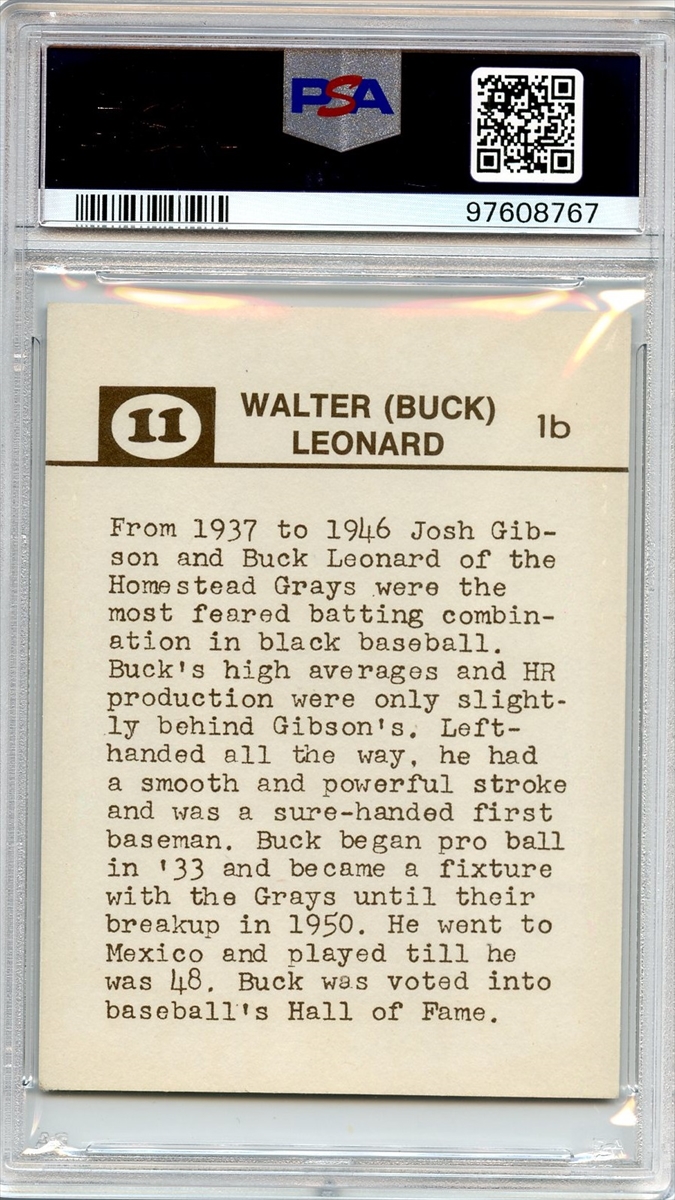 PSA
97608767
11
WALTER (BUCK)
LEONARD
1b
From 1937 to 1946 Josh Gib-
son and Buck Leonard of the
Homestead Grays were the
most feared batting combin-
ation in black baseball.
Buck's high averages and HR
production were only slight-
ly behind Gibson's. Left-
handed all the way, he had
a smooth and powerful stroke
and was a sure-handed first
baseman. Buck began pro ball
in '33 and became a fixture
with the Grays until their
breakup in 1950. He went to
Mexico and played till he
was 48. Buck was voted into
baseball's Hall of Fame.